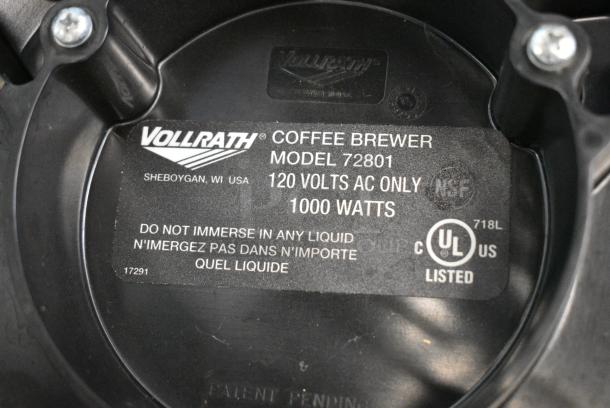 VOLLRATH
VOLLRATH® COFFEE BREWER
MODEL 72801
SHEBOYGAN, WI USA
120 VOLTS AC ONLY
NSF
1000 WATTS
DO NOT IMMERSE IN ANY LIQUID
N'IMERGEZ PAS DANS N'IMPORTE
QUEL LIQUIDE
17291
718L
C UL US
LISTED
PATENT PENDING